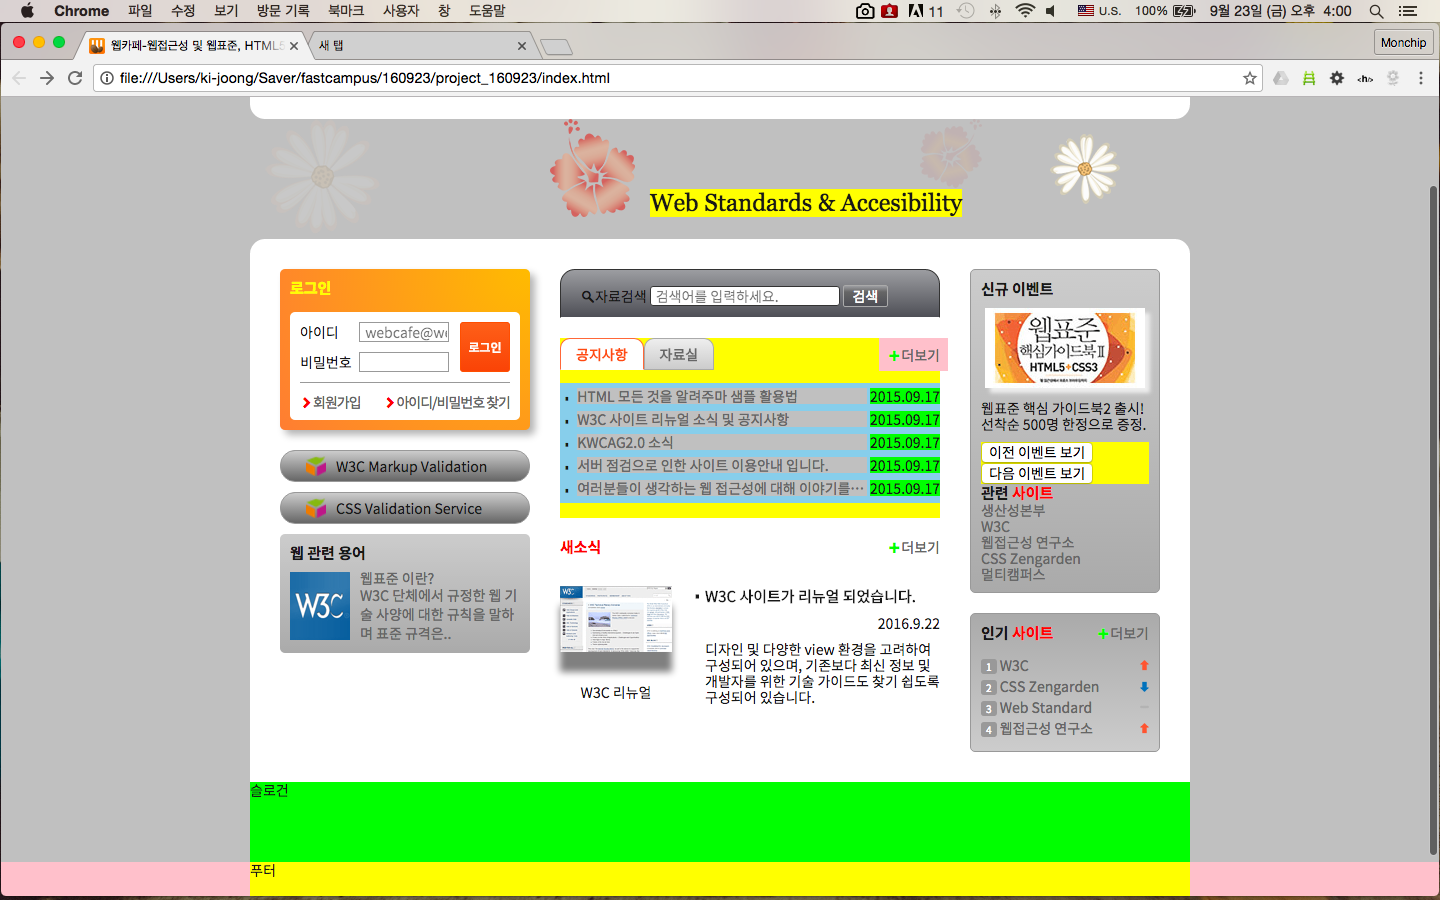 Chrome 파일 수정 보기 방문 기록 북마크 사용자 창 도움말 11 U.S. 100% 9월 23일 (금) 오후 4:00
웹카페-웹접근성 및 웹표준, HTML5 새 탭 Monchip
file:///Users/ki-joong/Saver/fastcampus/160923/project_160923/index.html
Web Standards & Accesibility
로그인
아이디 webcafe@we
비밀번호
로그인
회원가입 아이디/비밀번호 찾기
W3C Markup Validation
CSS Validation Service
웹 관련 용어
W3C
웹표준 이란?
W3C 단체에서 규정한 웹 기
술 사양에 대한 규칙을 말하
며 표준 규격은..
자료검색 검색어를 입력하세요. 검색
공지사항 자료실 +더보기
HTML 모든 것을 알려주마 샘플 활용법 2015.09.17
W3C 사이트 리뉴얼 소식 및 공지사항 2015.09.17
KWCAG2.0 소식 2015.09.17
서버 점검으로 인한 사이트 이용안내 입니다. 2015.09.17
여러분들이 생각하는 웹 접근성에 대해 이야기를… 2015.09.17
새소식 +더보기
W3C 리뉴얼
W3C 사이트가 리뉴얼 되었습니다.
2016.9.22
디자인 및 다양한 view 환경을 고려하여
구성되어 있으며, 기존보다 최신 정보 및
개발자를 위한 기술 가이드도 찾기 쉽도록
구성되어 있습니다.
신규 이벤트
웹표준
핵심가이드북II
HTML5+CSS3
웹표준 핵심 가이드북2 출시!
선착순 500명 한정으로 증정.
이전 이벤트 보기
다음 이벤트 보기
관련 사이트
생산성본부
W3C
웹접근성 연구소
CSS Zengarden
멀티캠퍼스
인기 사이트 +더보기
1 W3C
2 CSS Zengarden
3 Web Standard
4 웹접근성 연구소
슬로건
푸터